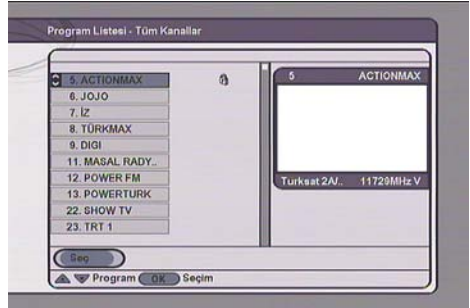 Program Listesi - Tüm Kanallar
5. ACTIONMAX
6. JOJO
7. İZ
8. TÜRKMAX
9. DIGI
11. MASAL RADY..
12. POWER FM
13. POWERTURK
22. SHOW TV
23. TRT 1
5 ACTIONMAX
Turksat 2A/.. 11729MHz V
Seç
Program OK Seçim